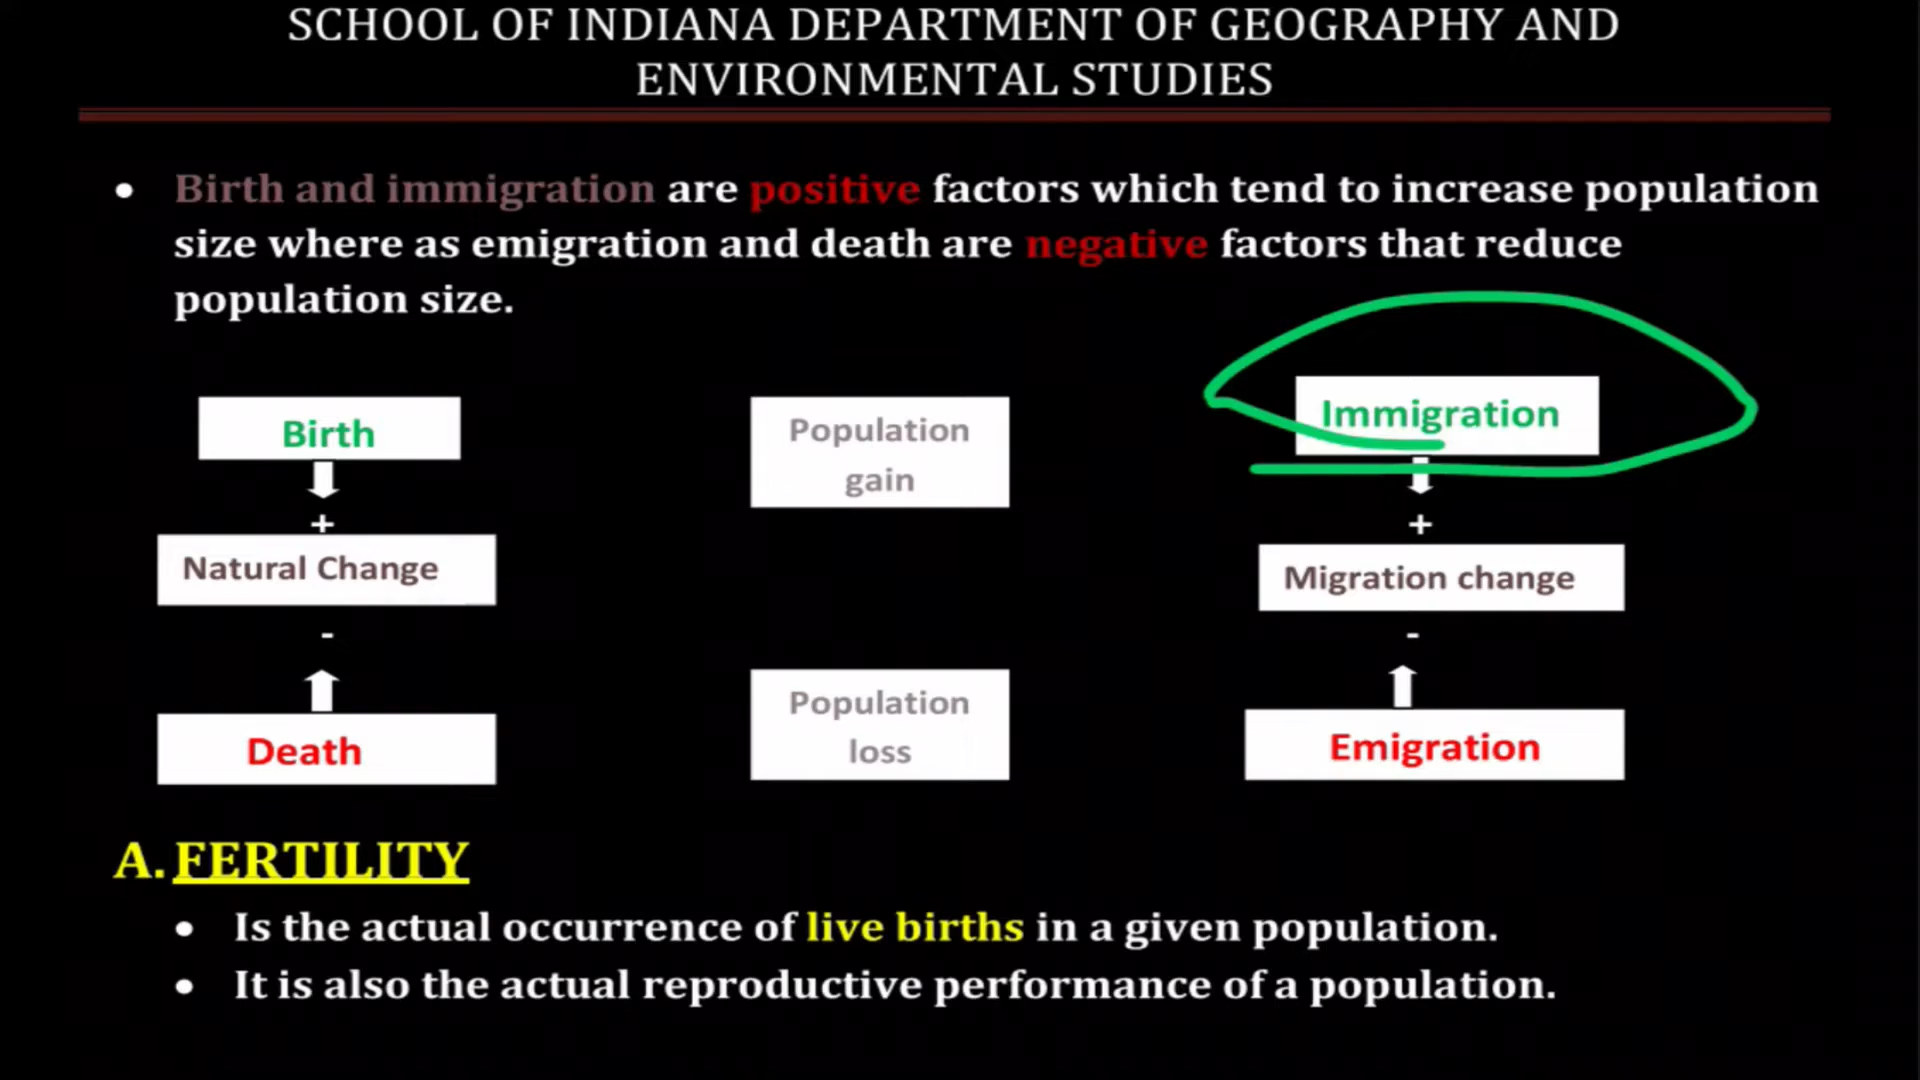 SCHOOL OF INDIANA DEPARTMENT OF GEOGRAPHY AND
ENVIRONMENTAL STUDIES
• Birth and immigration are positive factors which tend to increase population
size where as emigration and death are negative factors that reduce
population size.
Birth
Population
gain
Immigration
+
+
Natural Change
Migration change
-
-
Death
Population
loss
Emigration
A. FERTILITY
• Is the actual occurrence of live births in a given population.
• It is also the actual reproductive performance of a population.